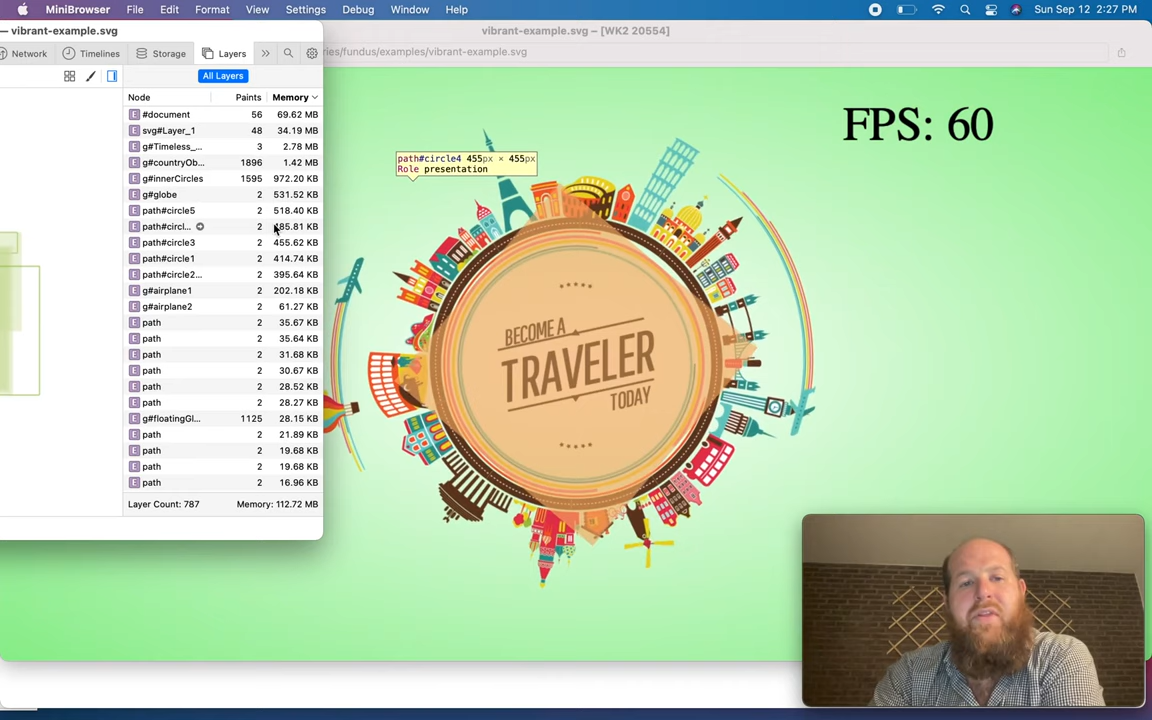 MiniBrowser File Edit Format View Settings Debug Window Help Sun Sep 12 2:27 PM
— vibrant-example.svg
vibrant-example.svg – [WK2 20554]
Network Timelines Storage Layers
ries/fundus/examples/vibrant-example.svg
All Layers
Node Paints Memory
#document 56 69.62 MB
svg#Layer_1 48 34.19 MB
g#Timeless_... 3 2.78 MB
g#countryOb... 1896 1.42 MB
g#innerCircles 1595 972.20 KB
g#globe 2 531.52 KB
path#circle5 2 518.40 KB
path#circl... 2 85.81 KB
path#circle3 2 455.62 KB
path#circle1 2 414.74 KB
path#circle2... 2 395.64 KB
g#airplane1 2 202.18 KB
g#airplane2 2 61.27 KB
path 2 35.67 KB
path 2 35.64 KB
path 2 31.68 KB
path 2 30.67 KB
path 2 28.52 KB
path 2 28.27 KB
g#floatingGl... 1125 28.15 KB
path 2 21.89 KB
path 2 19.68 KB
path 2 19.68 KB
path 2 16.96 KB
Layer Count: 787 Memory: 112.72 MB
FPS: 60
path#circle4 455px × 455px
Role presentation
BECOME A
TRAVELER
TODAY